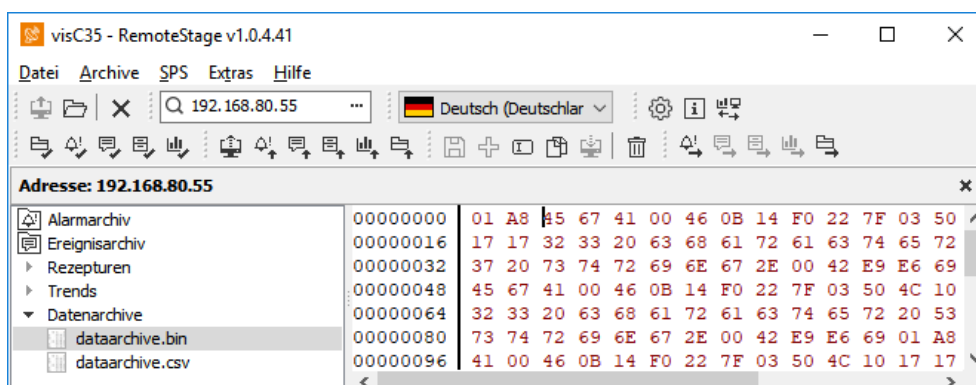 visC35 - RemoteStage v1.0.4.41
Datei Archive SPS Extras Hilfe
192.168.80.55 ... Deutsch (Deutschlar
Adresse: 192.168.80.55
Alarmarchiv
Ereignisarchiv
Rezepturen
Trends
Datenarchive
dataarchive.bin
dataarchive.csv
00000000 01 A8 45 67 41 00 46 0B 14 F0 22 7F 03 50
00000016 17 17 32 33 20 63 68 61 72 61 63 74 65 72
00000032 37 20 73 74 72 69 6E 67 2E 00 42 E9 E6 69
00000048 45 67 41 00 46 0B 14 F0 22 7F 03 50 4C 10
00000064 32 33 20 63 68 61 72 61 63 74 65 72 20 53
00000080 73 74 72 69 6E 67 2E 00 42 E9 E6 69 01 A8
00000096 41 00 46 0B 14 F0 22 7F 03 50 4C 10 17 17